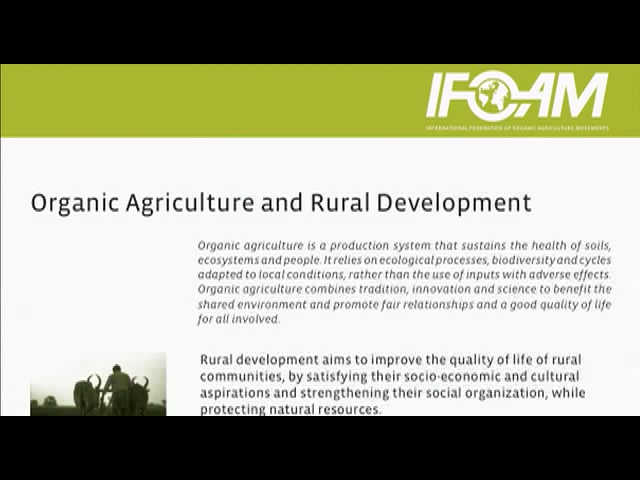 IFOAM
INTERNATIONAL FEDERATION OF ORGANIC AGRICULTURE MOVEMENTS
Organic Agriculture and Rural Development
Organic agriculture is a production system that sustains the health of soils,
ecosystems and people. It relies on ecological processes, biodiversity and cycles
adapted to local conditions, rather than the use of inputs with adverse effects.
Organic agriculture combines tradition, innovation and science to benefit the
shared environment and promote fair relationships and a good quality of life
for all involved.
Rural development aims to improve the quality of life of rural
communities, by satisfying their socio-economic and cultural
aspirations and strengthening their social organization, while
protecting natural resources.